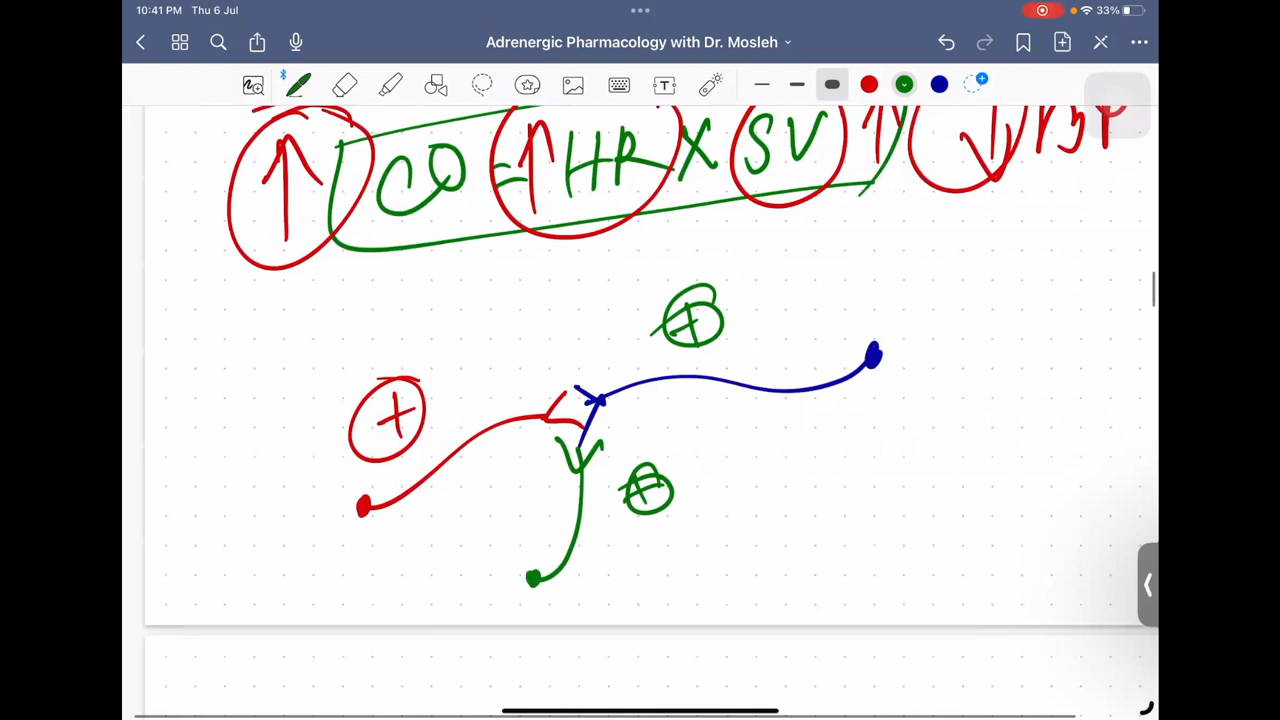 10:41 PM Thu 6 Jul
33%
Adrenergic Pharmacology with Dr. Mosleh
T
↑ CO = ↑ HR X SV ↑ ↓
+
+
+